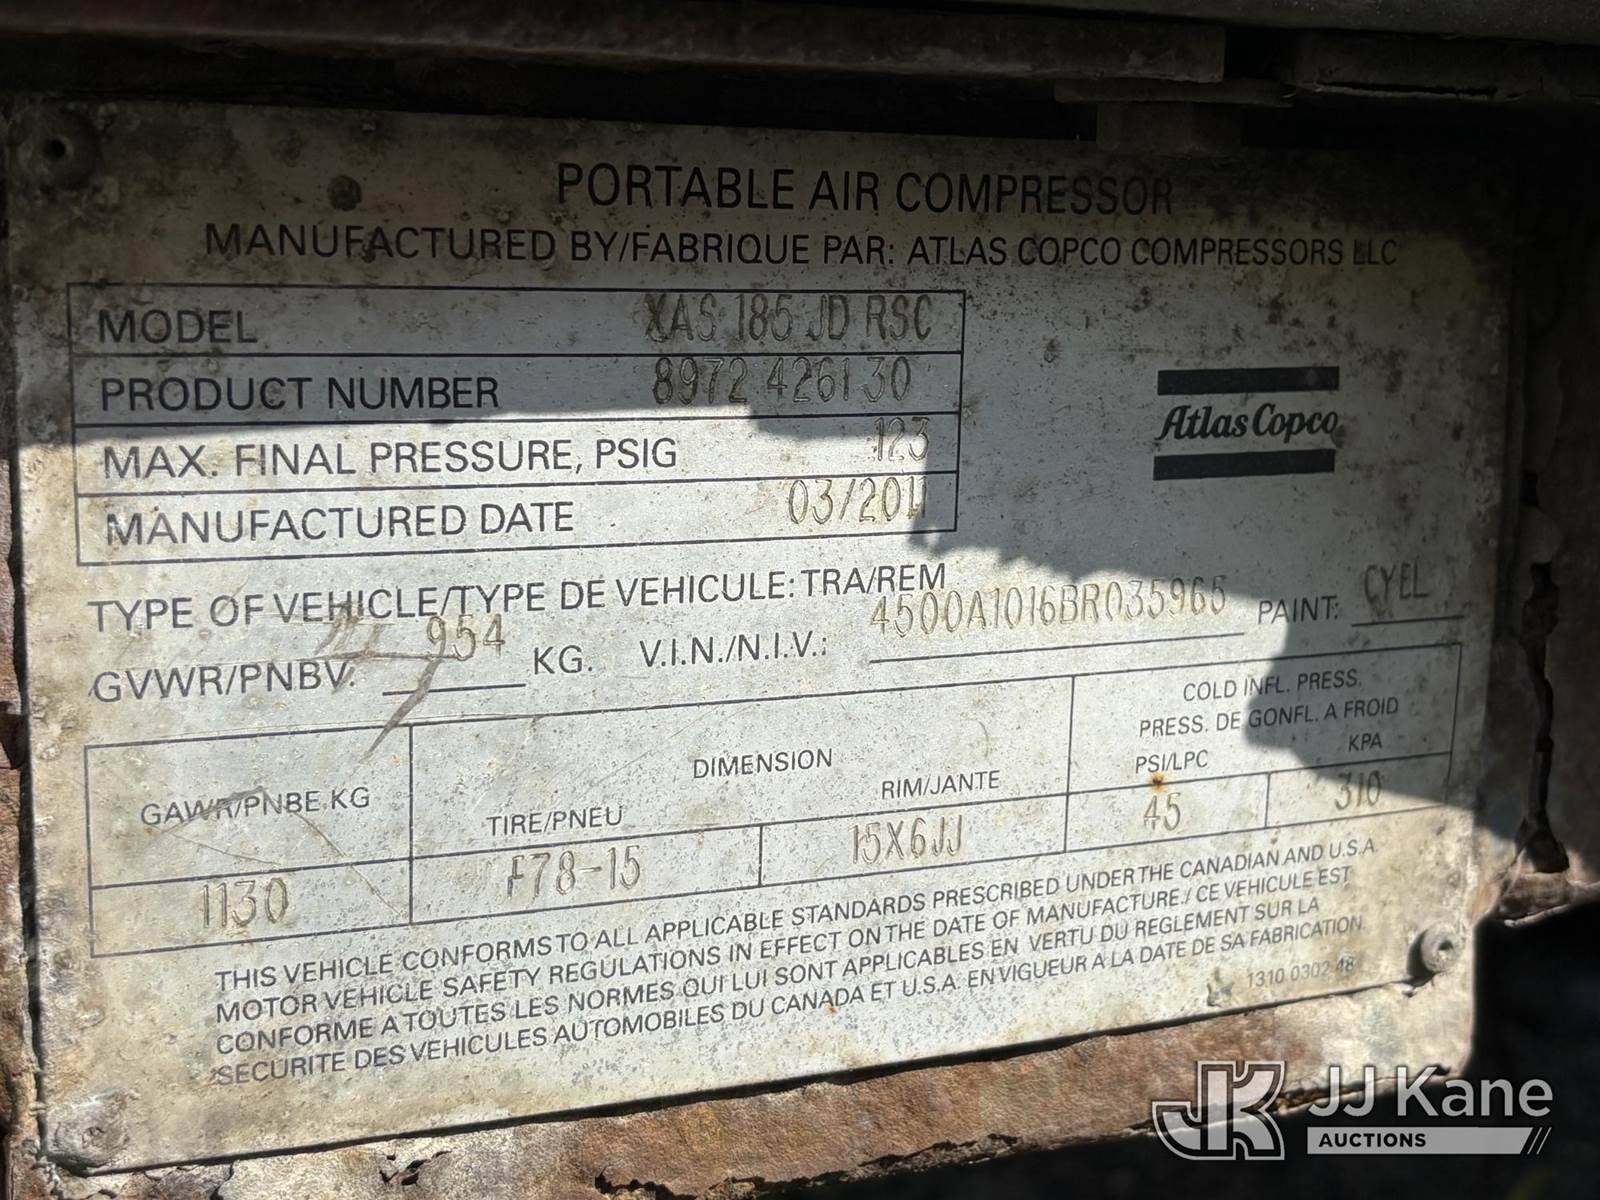 PORTABLE AIR COMPRESSOR
MANUFACTURED BY/FABRIQUE PAR: ATLAS COPCO COMPRESSORS LLC
MODEL XAS 185 JD RSC
PRODUCT NUMBER 8972 4261 30
MAX. FINAL PRESSURE, PSIG 123
MANUFACTURED DATE 03/2011
Atlas Copco
TYPE OF VEHICLE/TYPE DE VEHICULE: TRA/REM
GVWR/PNBV: 954 KG. V.I.N./N.I.V.: 4500A1016BR035965 PAINT: CYEL
COLD INFL. PRESS.
PRESS. DE GONFL. A FROID
DIMENSION
GAWR/PNBE KG TIRE/PNEU RIM/JANTE PSI/LPC KPA
1130 F78-15 15X6JJ 45 310
THIS VEHICLE CONFORMS TO ALL APPLICABLE STANDARDS PRESCRIBED UNDER THE CANADIAN AND U.S.A.
MOTOR VEHICLE SAFETY REGULATIONS IN EFFECT ON THE DATE OF MANUFACTURE./ CE VEHICULE EST
CONFORME A TOUTES LES NORMES QUI LUI SONT APPLICABLES EN VERTU DU REGLEMENT SUR LA
SECURITE DES VEHICULES AUTOMOBILES DU CANADA ET U.S.A. EN VIGUEUR A LA DATE DE SA FABRICATION.
1310 0302 48
JK JJ Kane
AUCTIONS